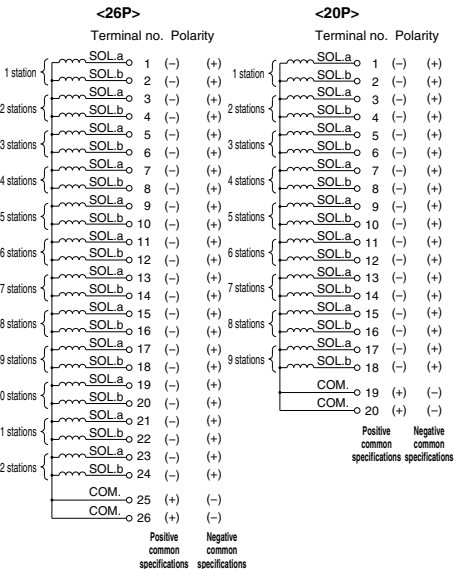 <26P>
Terminal no. Polarity
1 station SOL.a 1 (−) (+)
SOL.b 2 (−) (+)
2 stations SOL.a 3 (−) (+)
SOL.b 4 (−) (+)
3 stations SOL.a 5 (−) (+)
SOL.b 6 (−) (+)
4 stations SOL.a 7 (−) (+)
SOL.b 8 (−) (+)
5 stations SOL.a 9 (−) (+)
SOL.b 10 (−) (+)
6 stations SOL.a 11 (−) (+)
SOL.b 12 (−) (+)
7 stations SOL.a 13 (−) (+)
SOL.b 14 (−) (+)
8 stations SOL.a 15 (−) (+)
SOL.b 16 (−) (+)
9 stations SOL.a 17 (−) (+)
SOL.b 18 (−) (+)
0 stations SOL.a 19 (−) (+)
SOL.b 20 (−) (+)
1 stations SOL.a 21 (−) (+)
SOL.b 22 (−) (+)
2 stations SOL.a 23 (−) (+)
SOL.b 24 (−) (+)
COM. 25 (+) (−)
COM. 26 (+) (−)
Positive Negative
common common
specifications specifications
<20P>
Terminal no. Polarity
1 station SOL.a 1 (−) (+)
SOL.b 2 (−) (+)
2 stations SOL.a 3 (−) (+)
SOL.b 4 (−) (+)
3 stations SOL.a 5 (−) (+)
SOL.b 6 (−) (+)
4 stations SOL.a 7 (−) (+)
SOL.b 8 (−) (+)
5 stations SOL.a 9 (−) (+)
SOL.b 10 (−) (+)
6 stations SOL.a 11 (−) (+)
SOL.b 12 (−) (+)
7 stations SOL.a 13 (−) (+)
SOL.b 14 (−) (+)
8 stations SOL.a 15 (−) (+)
SOL.b 16 (−) (+)
9 stations SOL.a 17 (−) (+)
SOL.b 18 (−) (+)
COM. 19 (+) (−)
COM. 20 (+) (−)
Positive Negative
common common
specifications specifications